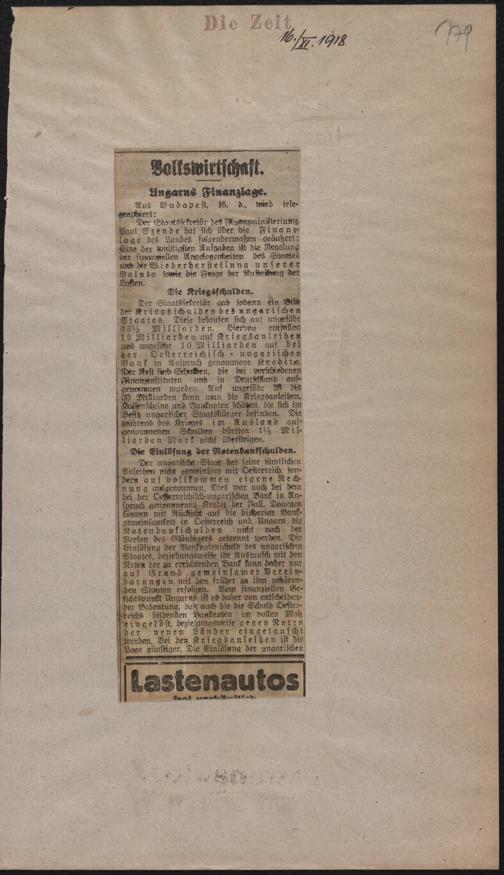 Die Zeit
16./XI. 1918
179
Volkswirtschaft.
Ungarns Finanzlage.
Aus Budapest, 16. d., wird tele-
graphiert:
Der Staatssekretär des Finanzministeriums
Paul Szende hat sich über die Finanz-
lage des Landes folgendermaßen geäußert:
Eine der wichtigsten Aufgaben ist die Regelung
der finanziellen Angelegenheiten des Staates
und die Wiederherstellung unserer
Valuta sowie die Frage der Aufteilung der
Lasten.
Die Kriegsschulden.
Der Staatssekretär gab sodann ein Bild
der Kriegsschulden des ungarischen
Staates. Diese belaufen sich auf ungefähr
33½ Milliarden. Hiervon entfallen
Milliarden auf Kriegsanleihen
und ungefähr 10 Milliarden auf bei
der Oesterreichisch-ungarischen
Bank in Anspruch genommene Kredite.
Der Rest sind Schulden, die bei verschiedenen
Finanzinstituten und in Deutschland auf-
genommen wurden. Auf ungefähr bis
Milliarden kann man die Kriegsanleihen,
Kassenscheine und Banknoten schätzen, die sich im
Besitz ungarischer Staatsbürger befinden. Die
während des Krieges im Ausland auf-
genommenen Schulden dürften 1½ Mil-
liarden Mark nicht übersteigen.
Die Einlösung der Notenbankschulden.
Der ungarische Staat hat seine sämtlichen
Anleihen nicht gemeinsam mit Oesterreich, son-
dern auf vollkommen eigene Rech-
nung aufgenommen. Dies war auch bei dem
bei der Oesterreichisch-ungarischen Bank in An-
spruch genommenen Kredit der Fall. Dagegen
können mit Rücksicht auf die bisherige Bank-
gemeinsamkeit in Oesterreich und Ungarn die
Notenbankschulden nicht nach der
Person des Gläubigers getrennt werden. Die
Einlösung der Banknotenschuld des ungarischen
Staates, beziehungsweise ihr Austausch mit den
Noten der zu errichtenden Bank kann daher nur
auf Grund gemeinsamer Verein-
barungen mit den früher zu ihm gehören-
den Staaten erfolgen. Vom finanziellen Ge-
sichtspunkt Ungarns ist es daher von entscheiden-
der Bedeutung, daß auch die die Schuld Oester-
reichs bildenden Banknoten im vollen Maß
eingelöst, beziehungsweise gegen Noten
der neuen Länder eingetauscht
werden. Bei den Kriegsanleihen ist die
Lage günstiger. Die Einlösung der ungarischen
Lastenautos